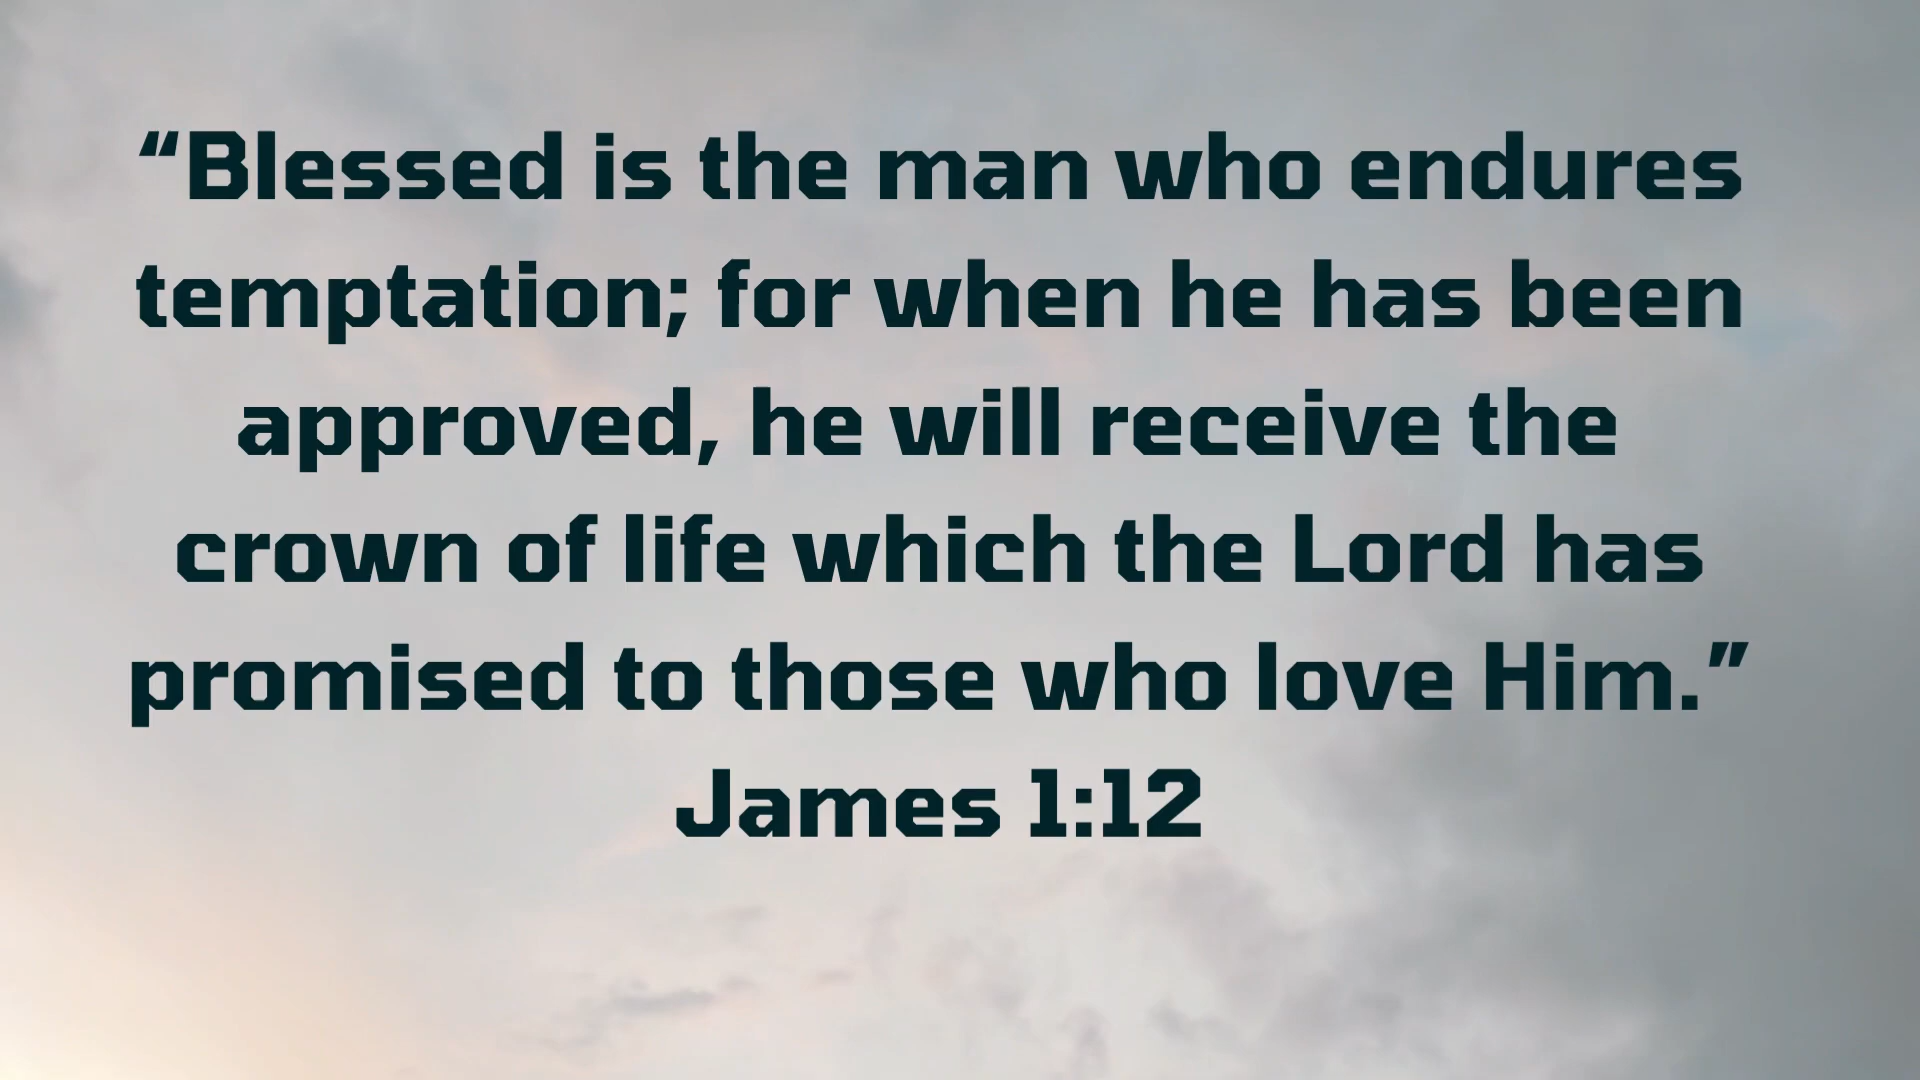 “Blessed is the man who endures
temptation; for when he has been
approved, he will receive the
crown of life which the Lord has
promised to those who love Him.”
James 1:12